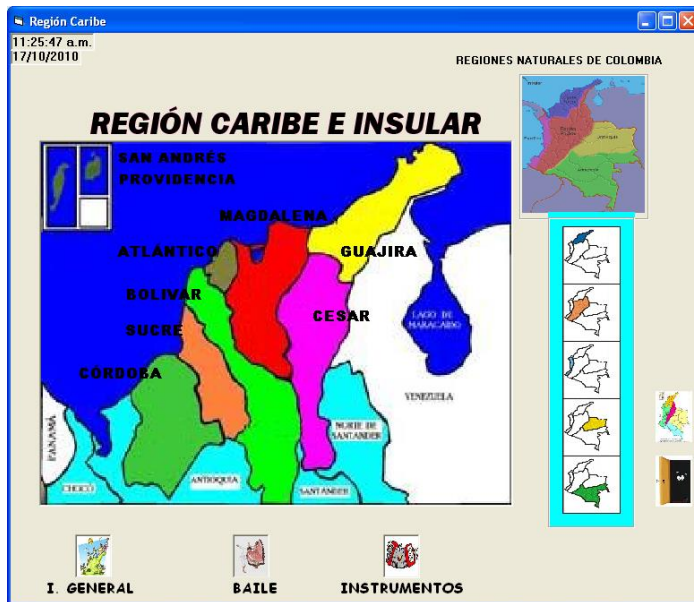 Región Caribe
11:25:47 a.m.
17/10/2010
REGIONES NATURALES DE COLOMBIA
REGIÓN CARIBE E INSULAR
SAN ANDRÉS
PROVIDENCIA
MAGDALENA
ATLÁNTICO
GUAJIRA
BOLIVAR
CESAR
SUCRE
LAGO DE
MARACAIBO
CÓRDOBA
VENEZUELA
PANAMÁ
NORTE DE
SANTANDER
ANTIOQUIA
CHOCÓ
SANTANDER
I. GENERAL
BAILE
INSTRUMENTOS